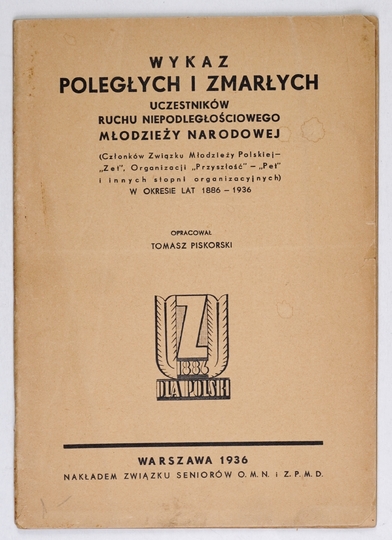 WYKAZ
POLEGŁYCH I ZMARŁYCH
UCZESTNIKÓW
RUCHU NIEPODLEGŁOŚCIOWEGO
MŁODZIEŻY NARODOWEJ
(Członków Związku Młodzieży Polskiej—
„Zet”, Organizacji „Przyszłość” — „Pet”
i innych stopni organizacyjnych)
W OKRESIE LAT 1886 — 1936
OPRACOWAŁ
TOMASZ PISKORSKI
Z
1886
DLA POLSKI
WARSZAWA 1936
NAKŁADEM ZWIĄZKU SENIORÓW O. M. N. i Z. P. M. D.